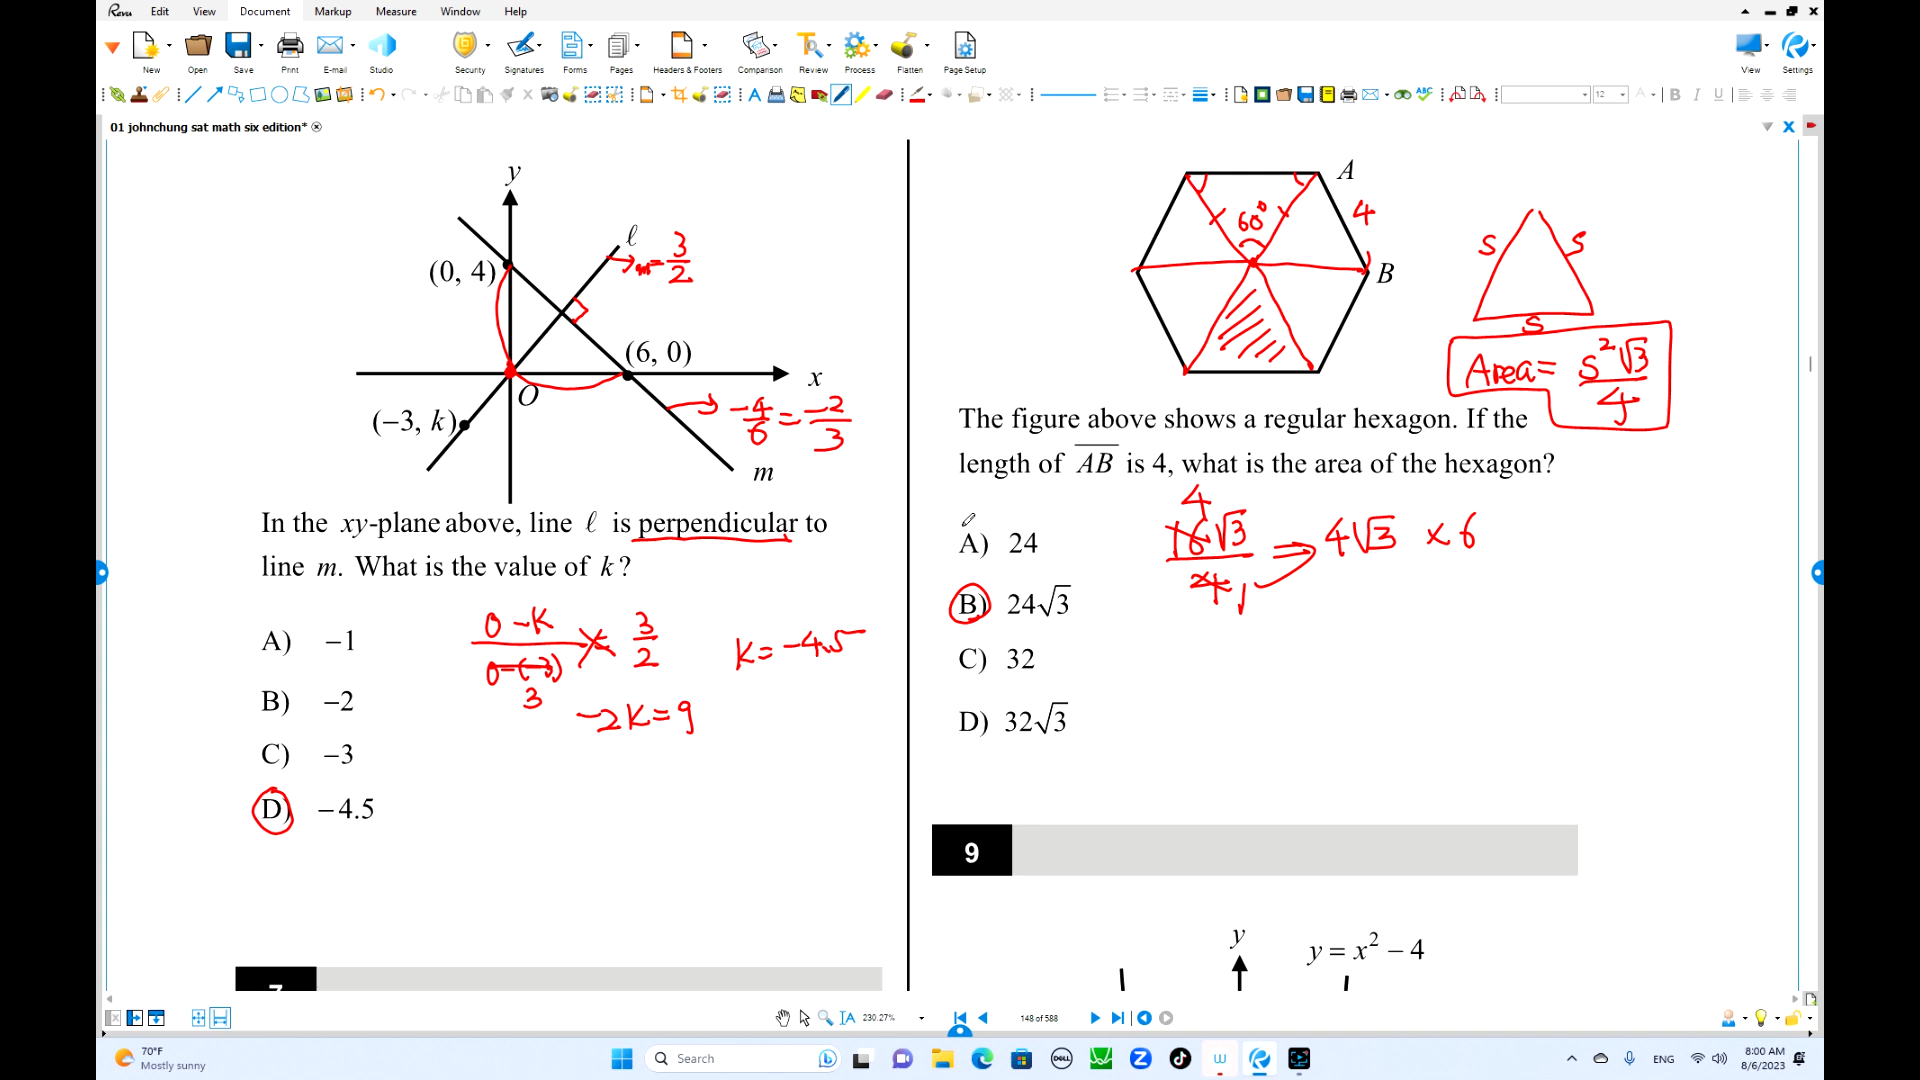 Revu Edit View Document Markup Measure Window Help
New Open Save Print E-mail Studio Security Signatures Forms Pages Headers & Footers Comparison Review Process Flatten Page Setup View Settings
12
01 johnchung sat math six edition*
y
ℓ
m = 3/2
(0, 4)
(6, 0)
x
O
(−3, k)
-4/6 = -2/3
m
In the xy-plane above, line ℓ is perpendicular to
line m. What is the value of k?
A) −1
B) −2
C) −3
D) −4.5
0 - K
0-(-3)
3
3/2
K = -4.5
-2K = 9
7
A
60°
4
B
S
S
S
Area = S²√3/4
The figure above shows a regular hexagon. If the
length of AB is 4, what is the area of the hexagon?
A) 24
B) 24√3
C) 32
D) 32√3
4
16√3
4 1
4√3 × 6
9
y
y = x² − 4
230.27%
148 of 588
70°F
Mostly sunny
Search
DELL
Z
W
ENG
8:00 AM
8/6/2023